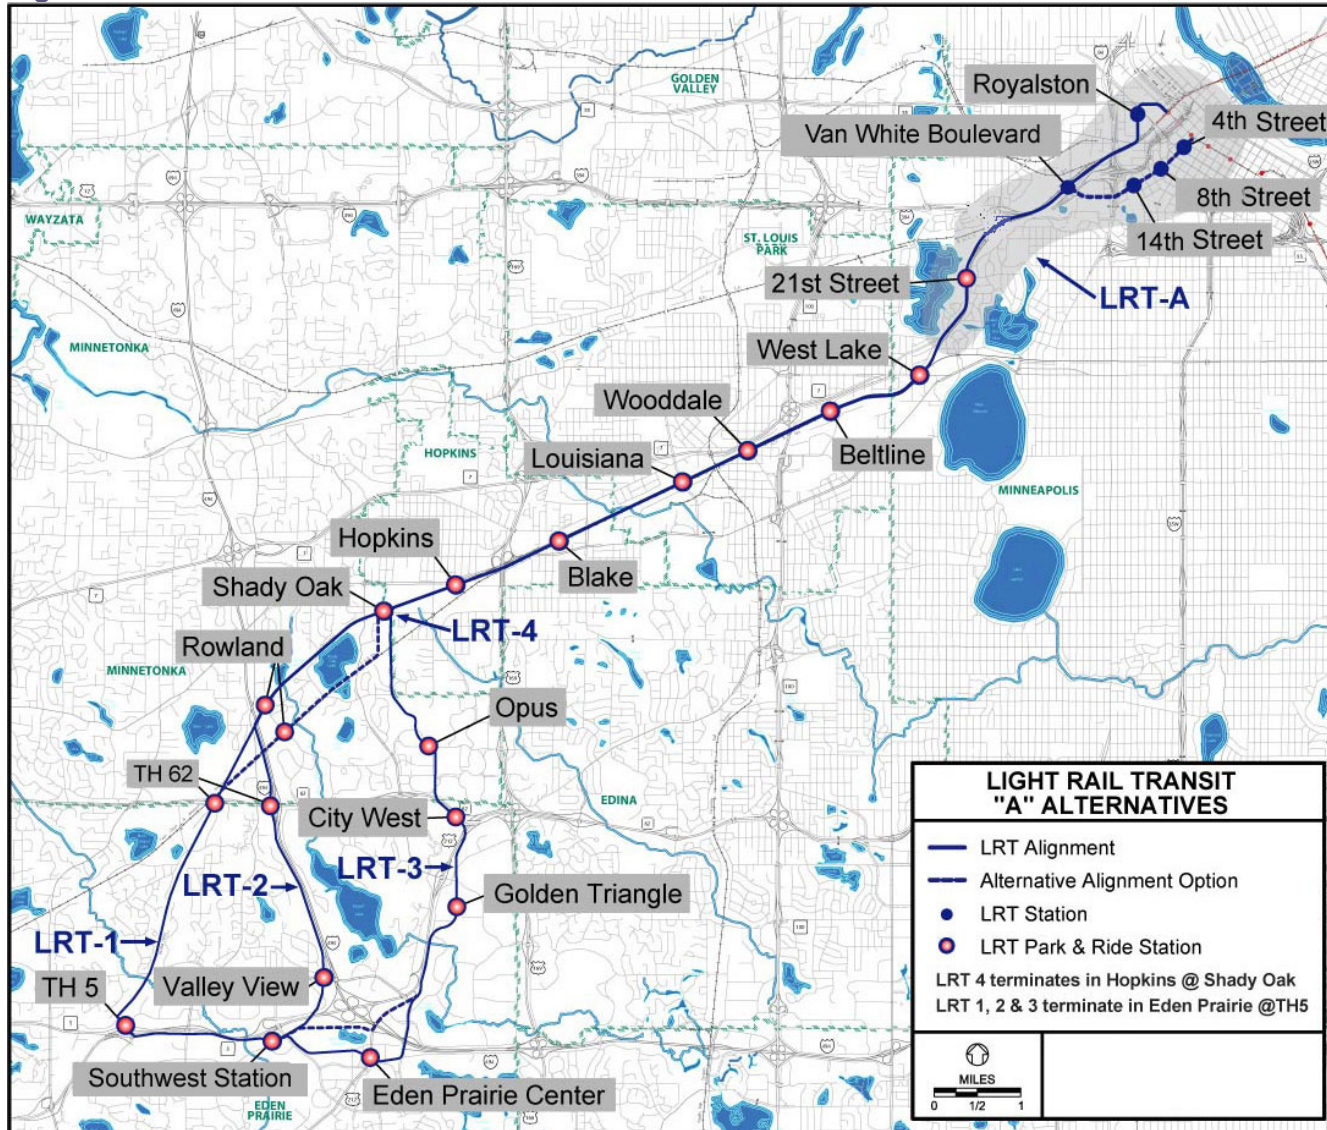 GOLDEN
VALLEY
Royalston
4th Street
Van White Boulevard
8th Street
WAYZATA
ST. LOUIS
PARK
14th Street
21st Street
LRT-A
MINNETONKA
West Lake
Wooddale
HOPKINS
Louisiana
Beltline
MINNEAPOLIS
Hopkins
Blake
Shady Oak
LRT-4
Rowland
MINNETONKA
Opus
TH 62
EDINA
City West
LRT-3
LRT-2
Golden Triangle
LRT-1
TH 5
Valley View
Southwest Station
Eden Prairie Center
EDEN
PRAIRIE
LIGHT RAIL TRANSIT
"A" ALTERNATIVES
LRT Alignment
Alternative Alignment Option
LRT Station
LRT Park & Ride Station
LRT 4 terminates in Hopkins @ Shady Oak
LRT 1, 2 & 3 terminate in Eden Prairie @TH5
MILES
0 1/2 1